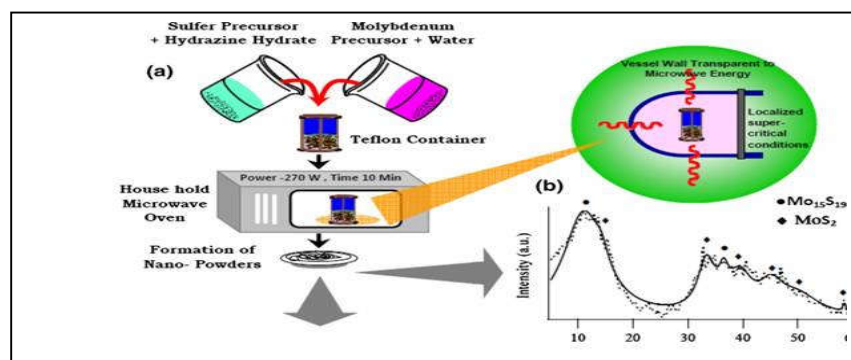 Sulfer Precursor
+ Hydrazine Hydrate
Molybdenum
Precursor + Water
(a)
Teflon Container
Power -270 W , Time 10 Min
House hold
Microwave
Oven
Formation of
Nano- Powders
Vessel Wall Transparent to
Microwave Energy
Localized
super-
critical
conditions
(b)
Mo15S19
MoS2
Intensity (a.u.)
10 20 30 40 50